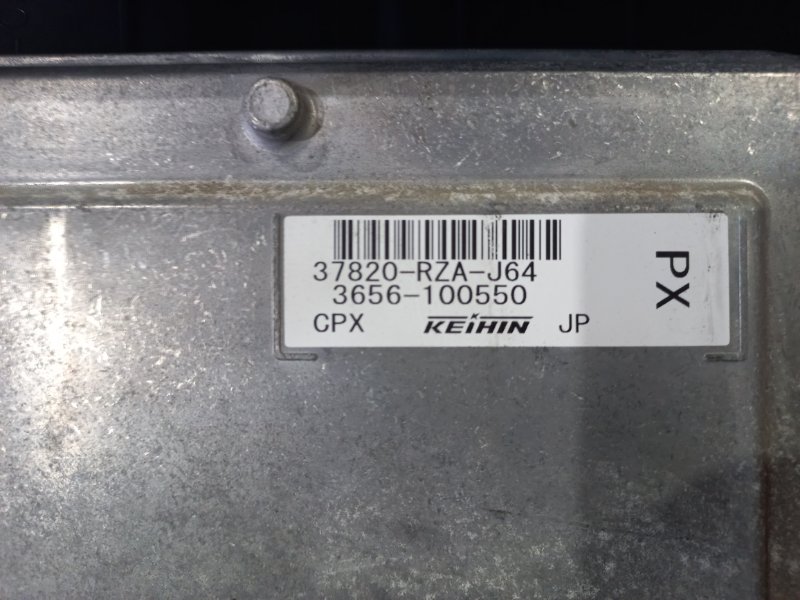 37820-RZA-J64
3656-100550
CPX KEIHIN JP
PX